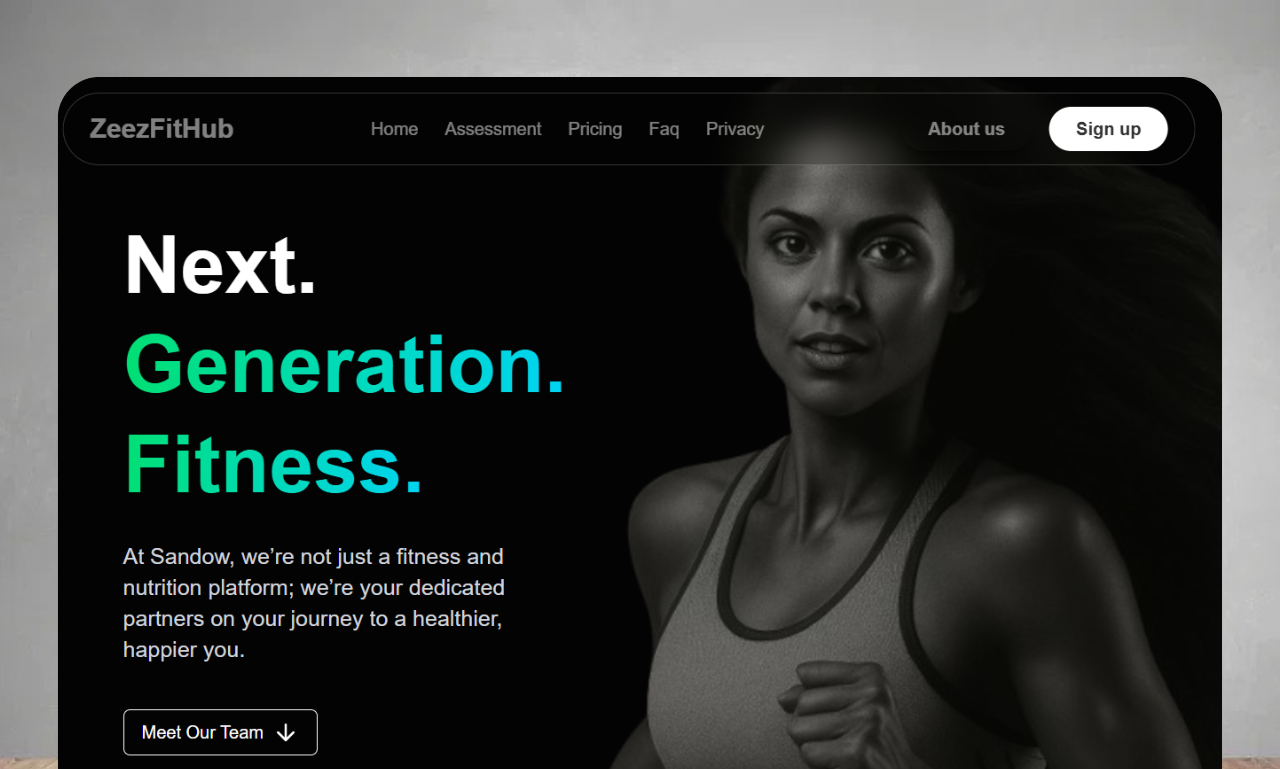 ZeezFitHub
Home Assessment Pricing Faq Privacy
About us
Sign up
Next.
Generation.
Fitness.
At Sandow, we’re not just a fitness and
nutrition platform; we’re your dedicated
partners on your journey to a healthier,
happier you.
Meet Our Team